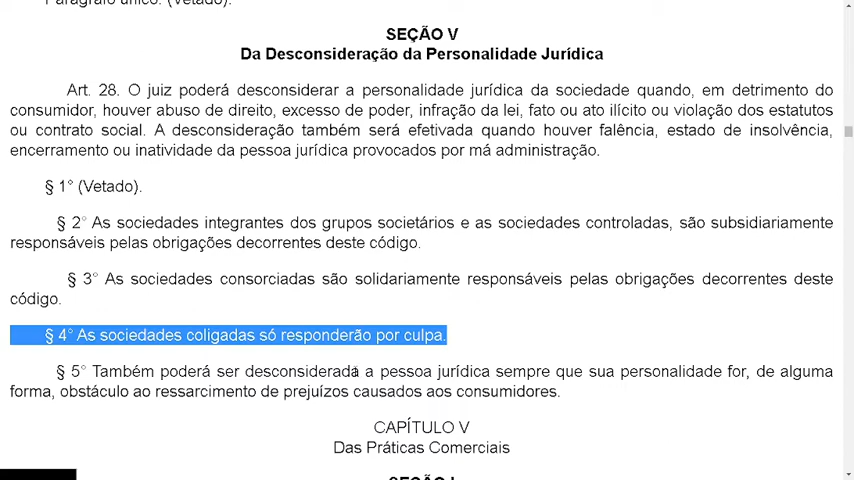 Parágrafo único. (Vetado).
SEÇÃO V
Da Desconsideração da Personalidade Jurídica
Art. 28. O juiz poderá desconsiderar a personalidade jurídica da sociedade quando, em detrimento do
consumidor, houver abuso de direito, excesso de poder, infração da lei, fato ou ato ilícito ou violação dos estatutos
ou contrato social. A desconsideração também será efetivada quando houver falência, estado de insolvência,
encerramento ou inatividade da pessoa jurídica provocados por má administração.
§ 1° (Vetado).
§ 2° As sociedades integrantes dos grupos societários e as sociedades controladas, são subsidiariamente
responsáveis pelas obrigações decorrentes deste código.
§ 3° As sociedades consorciadas são solidariamente responsáveis pelas obrigações decorrentes deste
código.
§ 4° As sociedades coligadas só responderão por culpa.
§ 5° Também poderá ser desconsiderada a pessoa jurídica sempre que sua personalidade for, de alguma
forma, obstáculo ao ressarcimento de prejuízos causados aos consumidores.
CAPÍTULO V
Das Práticas Comerciais
SEÇÃO I